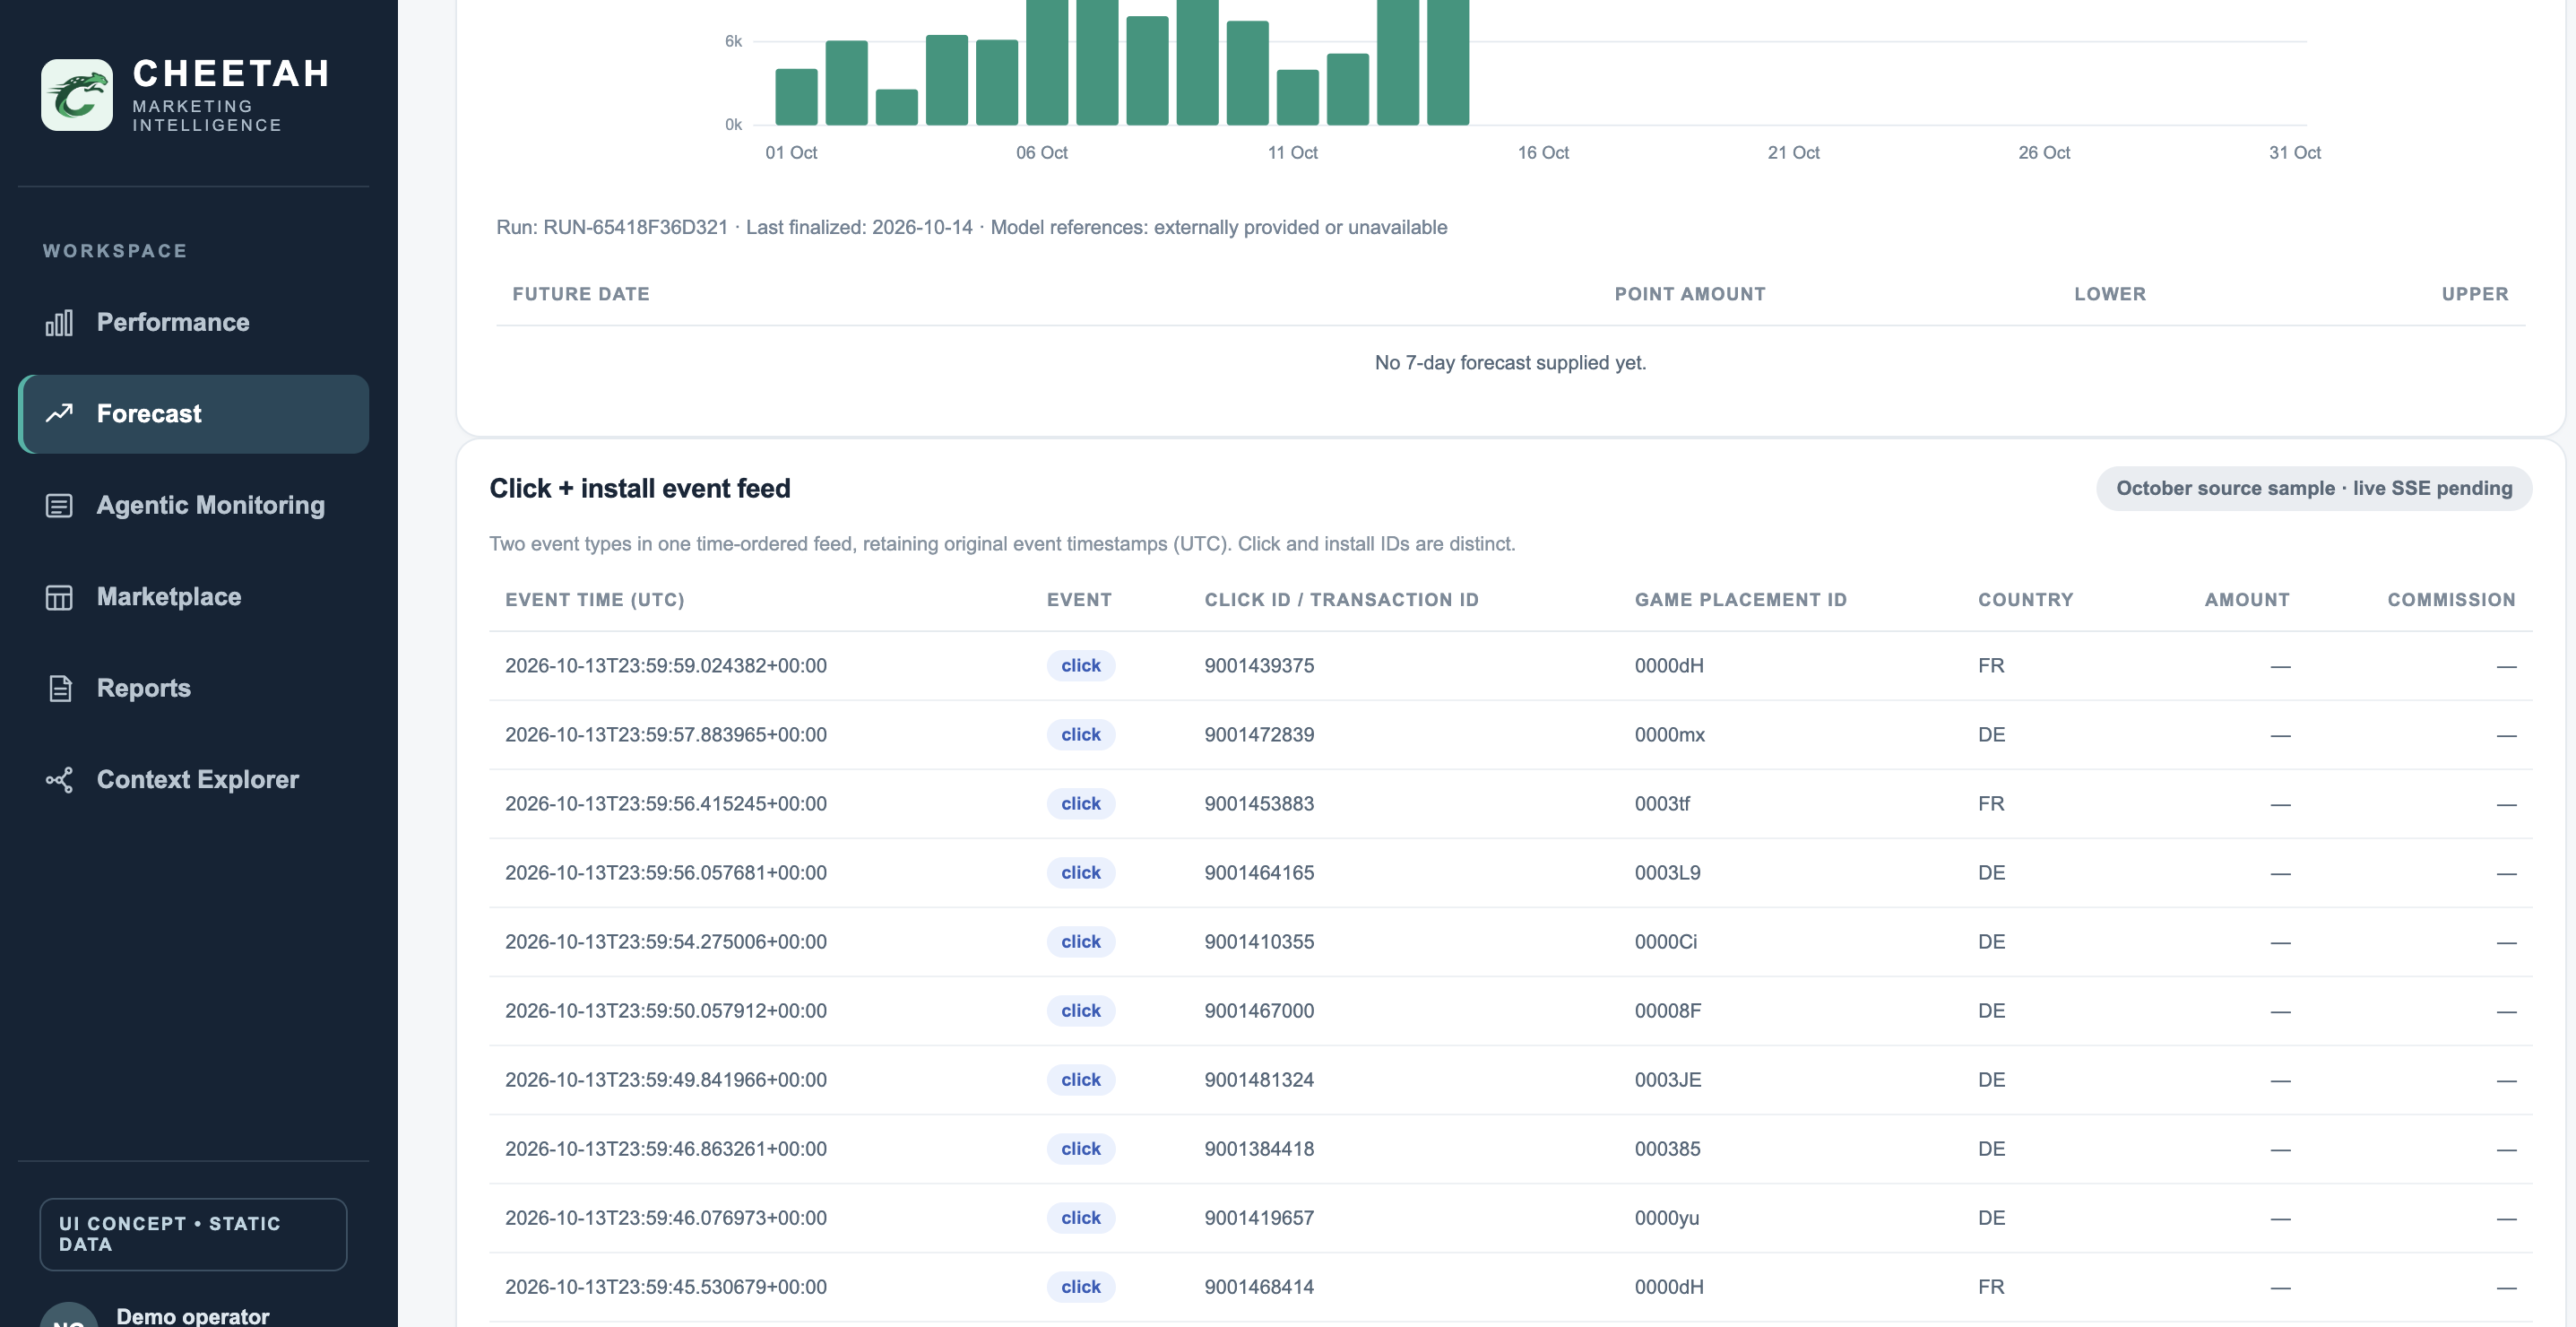 CHEETAH
MARKETING
INTELLIGENCE
WORKSPACE
Performance
Forecast
Agentic Monitoring
Marketplace
Reports
Context Explorer
UI CONCEPT • STATIC
DATA
Demo operator
6k
0k
01 Oct 06 Oct 11 Oct 16 Oct 21 Oct 26 Oct 31 Oct
Run: RUN-65418F36D321 · Last finalized: 2026-10-14 · Model references: externally provided or unavailable
FUTURE DATE POINT AMOUNT LOWER UPPER
No 7-day forecast supplied yet.
Click + install event feed October source sample · live SSE pending
Two event types in one time-ordered feed, retaining original event timestamps (UTC). Click and install IDs are distinct.
EVENT TIME (UTC) EVENT CLICK ID / TRANSACTION ID GAME PLACEMENT ID COUNTRY AMOUNT COMMISSION
2026-10-13T23:59:59.024382+00:00 click 9001439375 0000dH FR — —
2026-10-13T23:59:57.883965+00:00 click 9001472839 0000mx DE — —
2026-10-13T23:59:56.415245+00:00 click 9001453883 0003tf FR — —
2026-10-13T23:59:56.057681+00:00 click 9001464165 0003L9 DE — —
2026-10-13T23:59:54.275006+00:00 click 9001410355 0000Ci DE — —
2026-10-13T23:59:50.057912+00:00 click 9001467000 00008F DE — —
2026-10-13T23:59:49.841966+00:00 click 9001481324 0003JE DE — —
2026-10-13T23:59:46.863261+00:00 click 9001384418 000385 DE — —
2026-10-13T23:59:46.076973+00:00 click 9001419657 0000yu DE — —
2026-10-13T23:59:45.530679+00:00 click 9001468414 0000dH FR — —